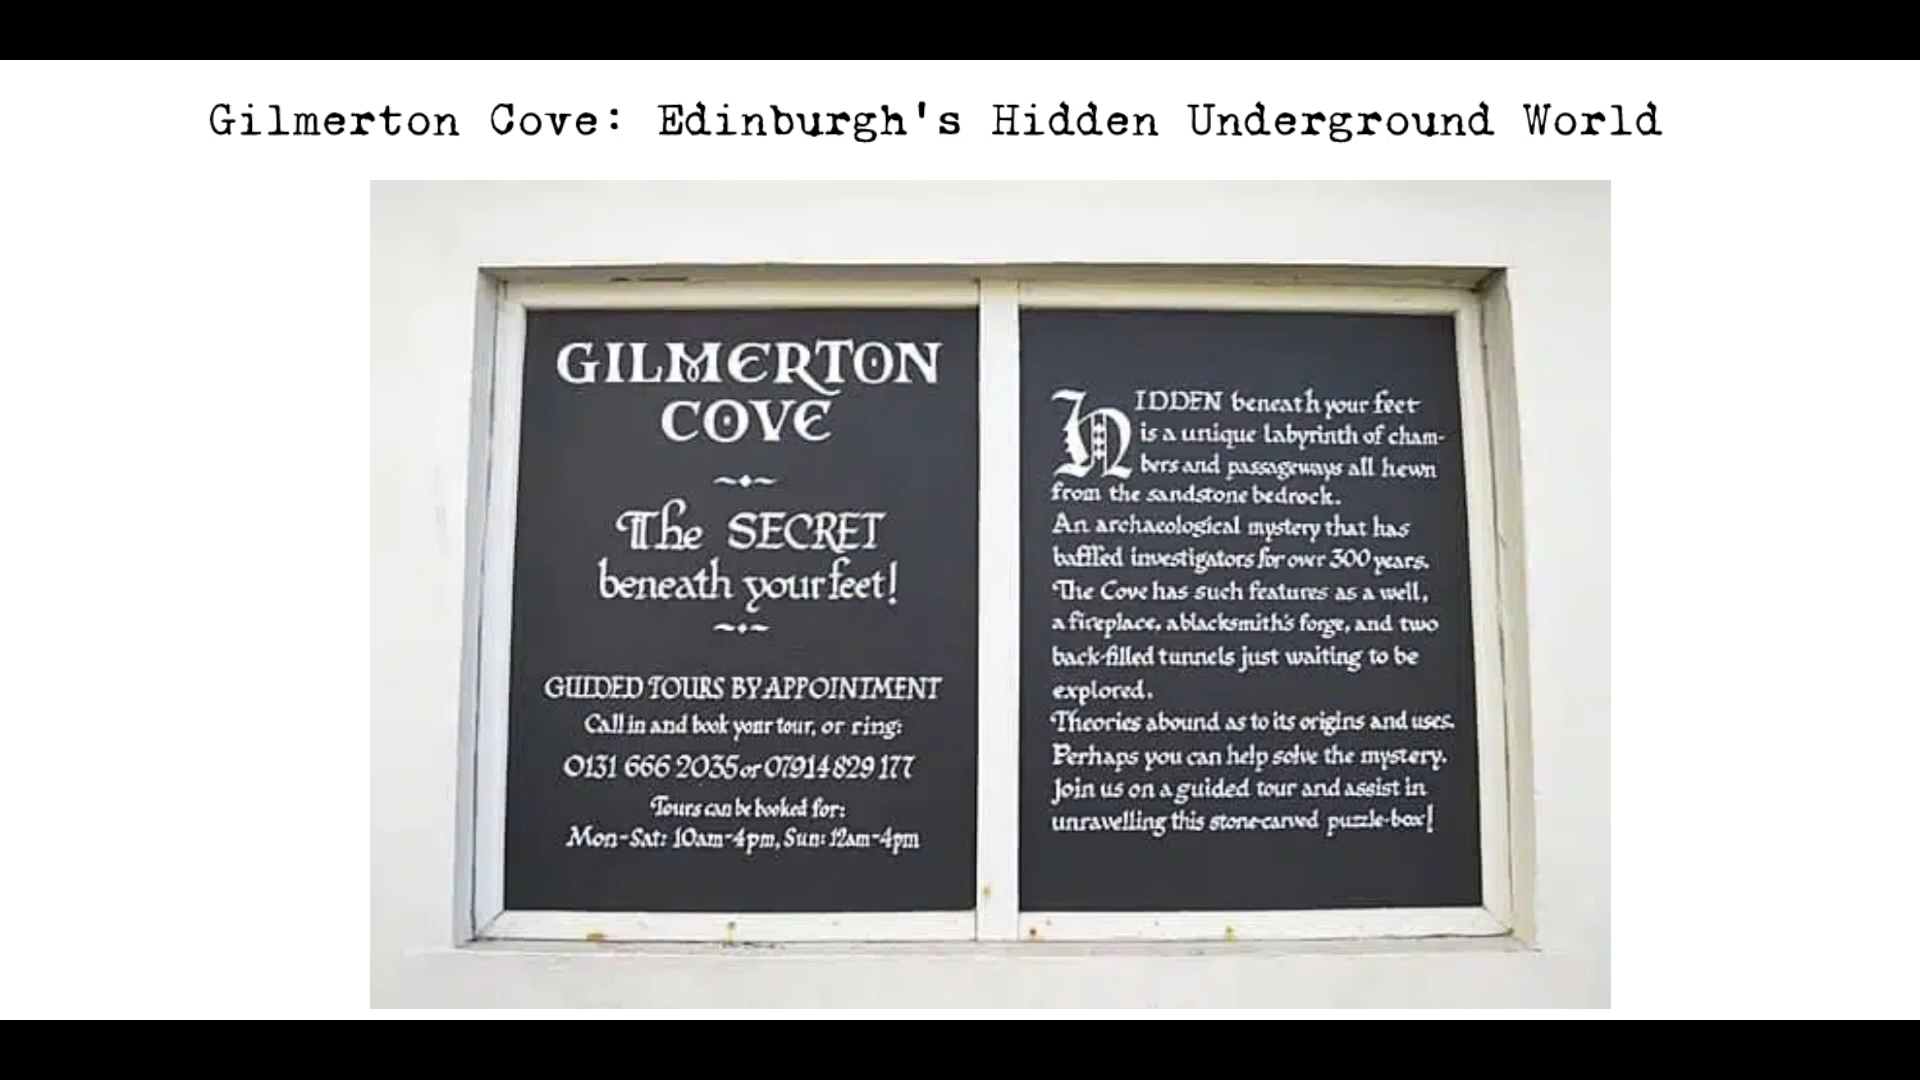 Gilmerton Cove: Edinburgh's Hidden Underground World
GILMERTON
COVE
The SECRET
beneath your feet!
GUIDED TOURS BY APPOINTMENT
Call in and book your tour, or ring:
0131 666 2035 or 07914 829 177
Tours can be booked for:
Mon-Sat: 10am-4pm, Sun: 12am-4pm
HIDDEN beneath your feet
is a unique labyrinth of cham-
bers and passageways all hewn
from the sandstone bedrock.
An archaeological mystery that has
baffled investigators for over 300 years.
The Cove has such features as a well,
a fireplace, a blacksmith's forge, and two
back-filled tunnels just waiting to be
explored.
Theories abound as to its origins and uses.
Perhaps you can help solve the mystery.
Join us on a guided tour and assist in
unravelling this stone-carved puzzle-box!